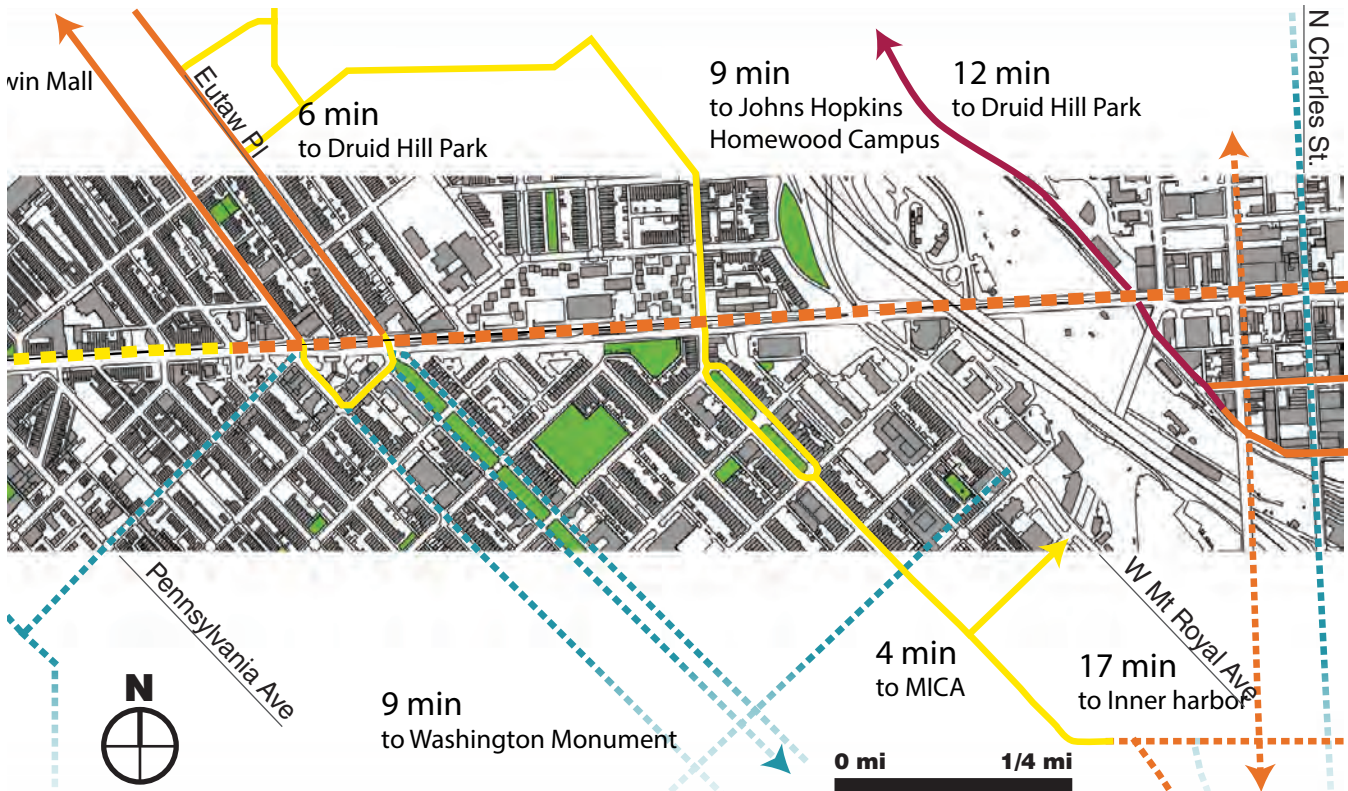 win Mall
Eutaw Pl
6 min
to Druid Hill Park
9 min
to Johns Hopkins
Homewood Campus
12 min
to Druid Hill Park
N Charles St.
Pennsylvania Ave
N
9 min
to Washington Monument
4 min
to MICA
W Mt Royal Ave
17 min
to Inner harbor
0 mi 1/4 mi